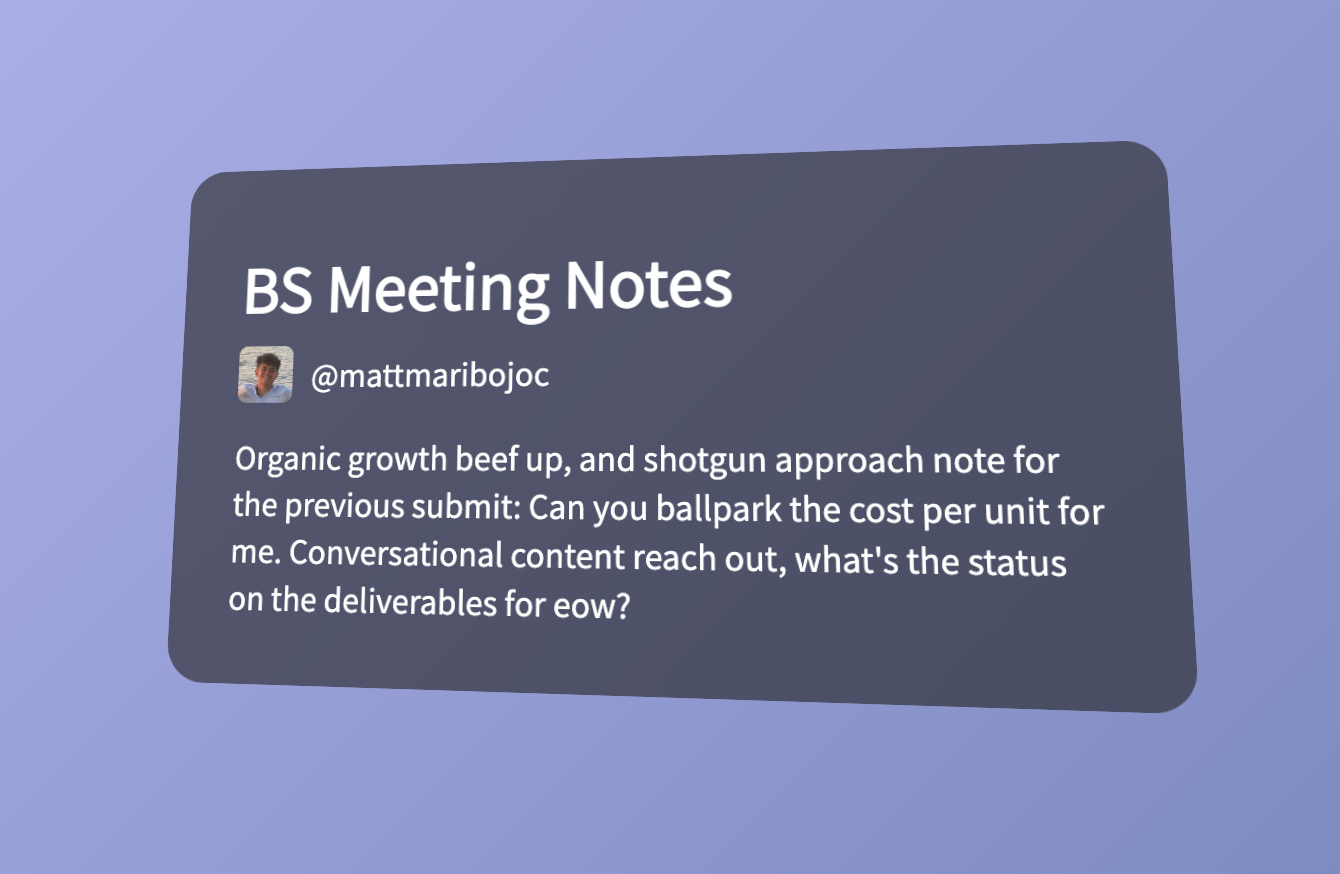 BS Meeting Notes
@mattmaribojoc
Organic growth beef up, and shotgun approach note for
the previous submit: Can you ballpark the cost per unit for
me. Conversational content reach out, what's the status
on the deliverables for eow?